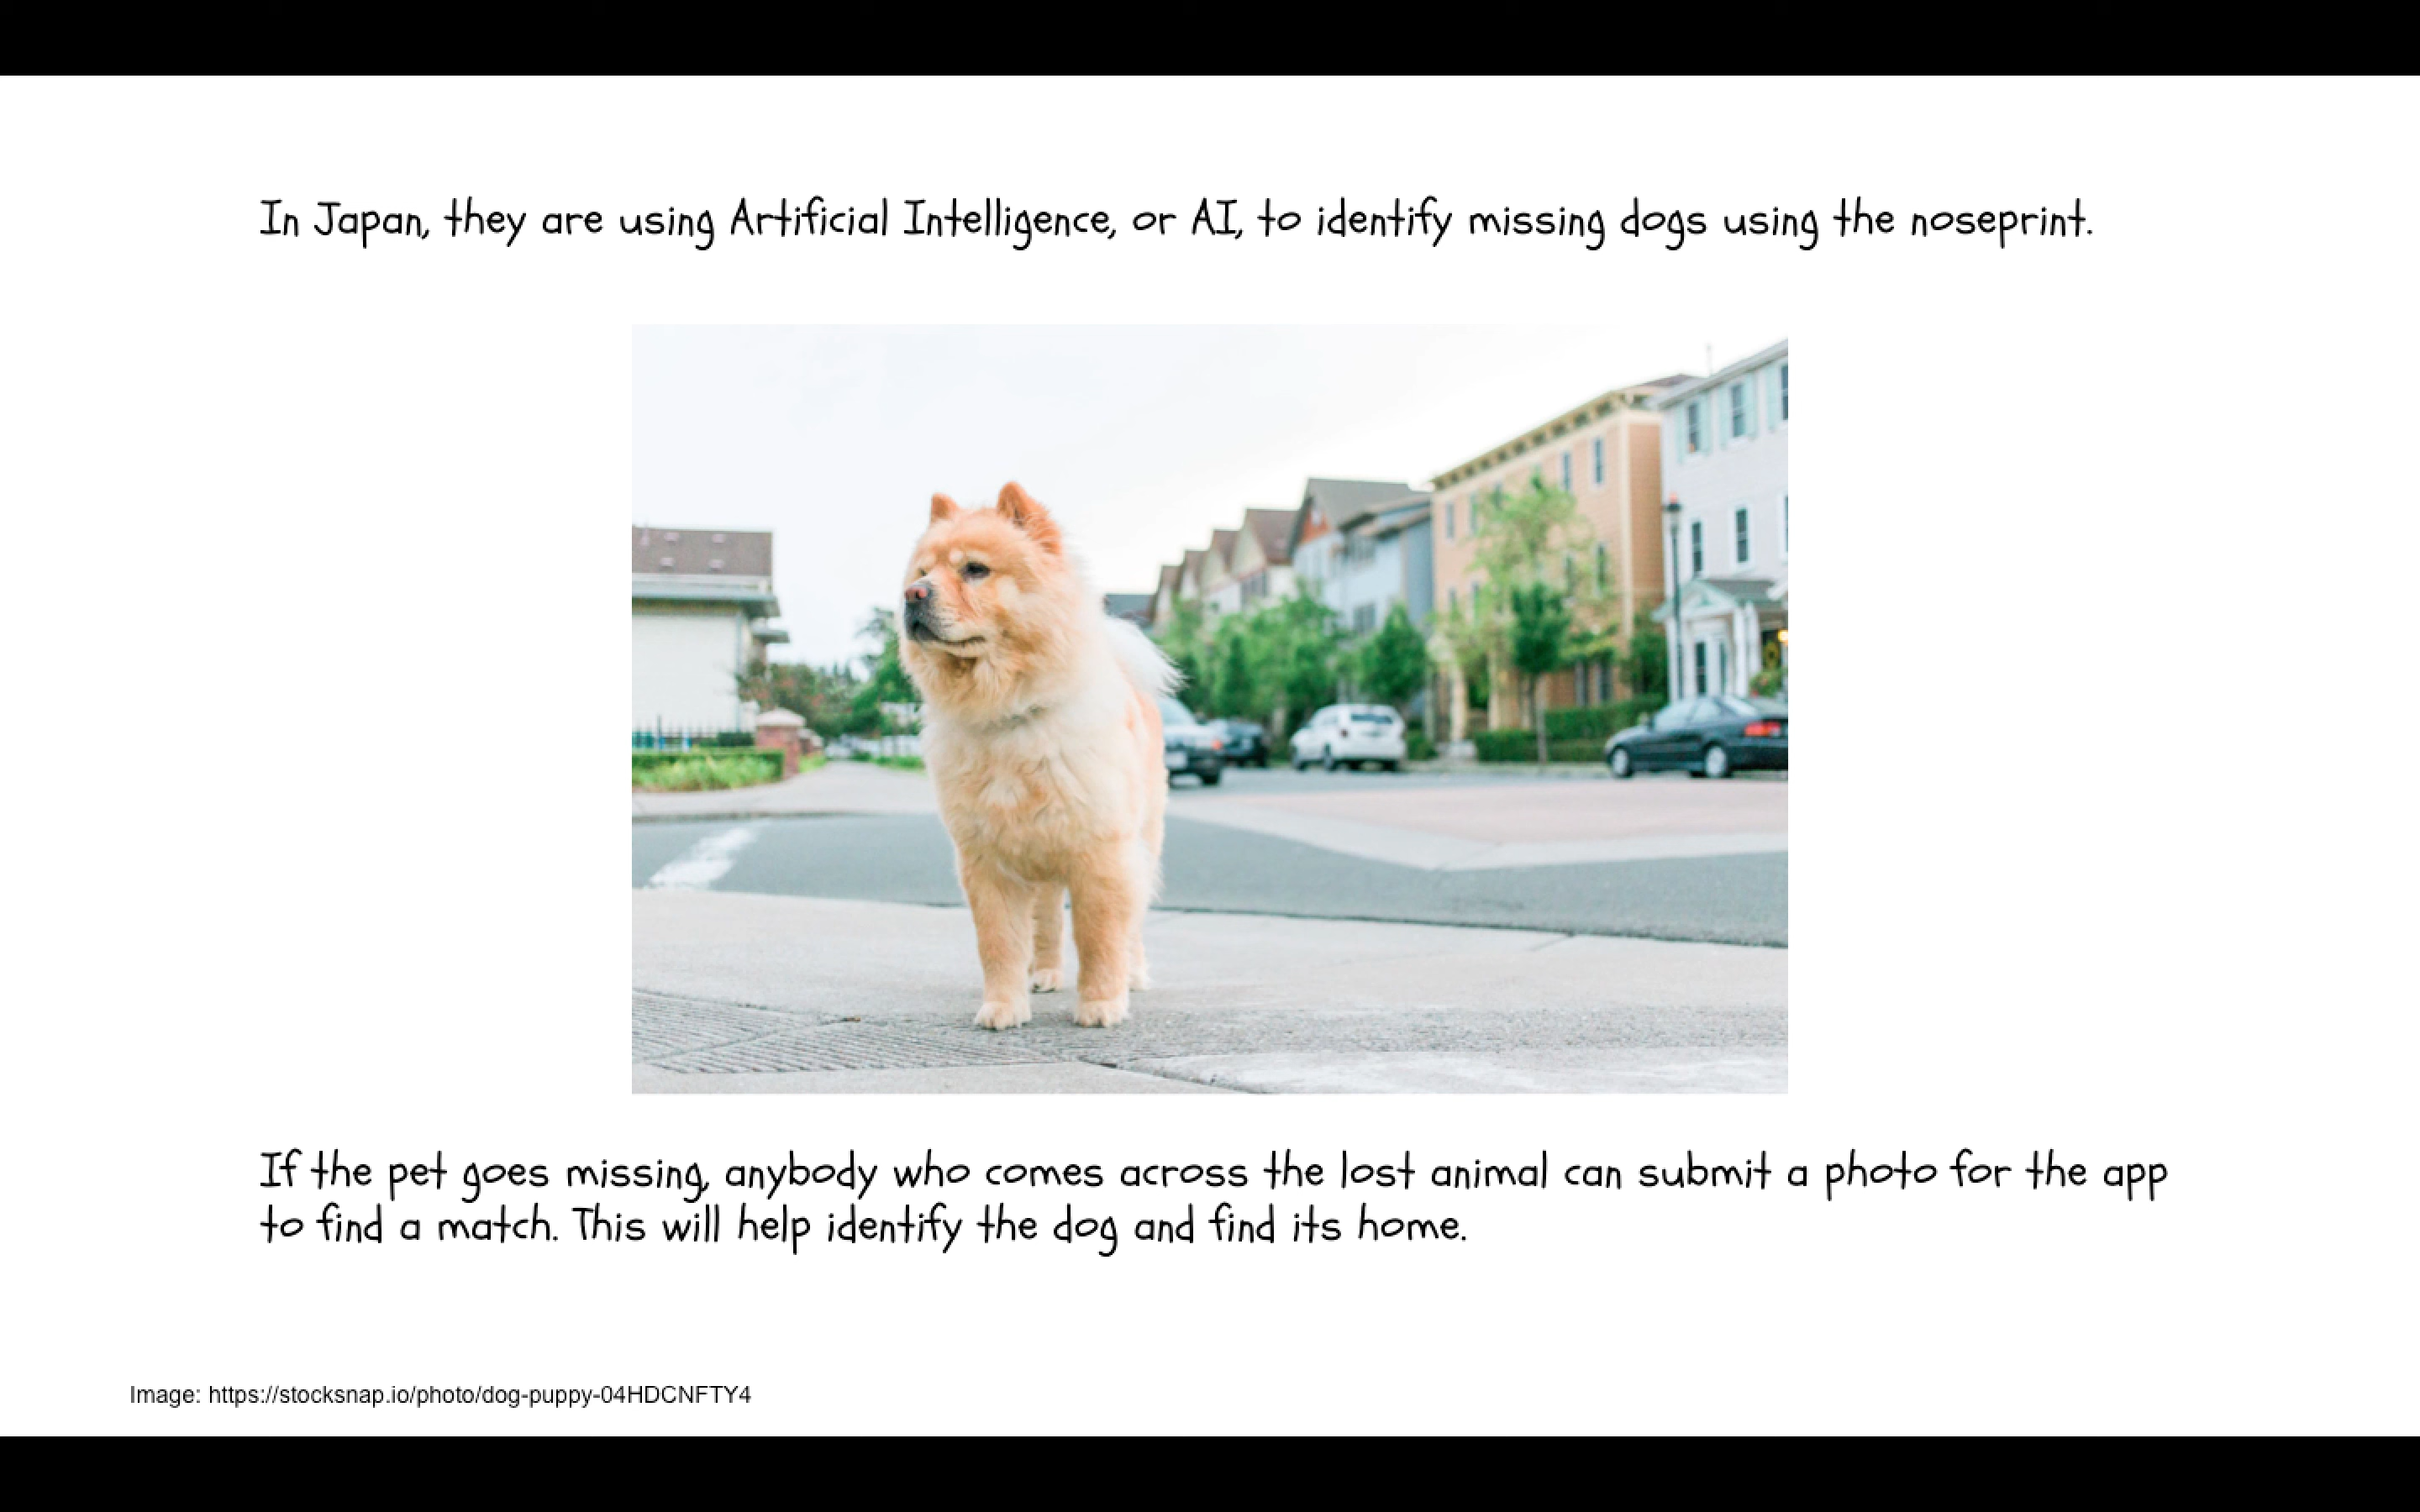 In Japan, they are using Artificial Intelligence, or AI, to identify missing dogs using the noseprint.
If the pet goes missing, anybody who comes across the lost animal can submit a photo for the app
to find a match. This will help identify the dog and find its home.
Image: https://stocksnap.io/photo/dog-puppy-04HDCNFTY4